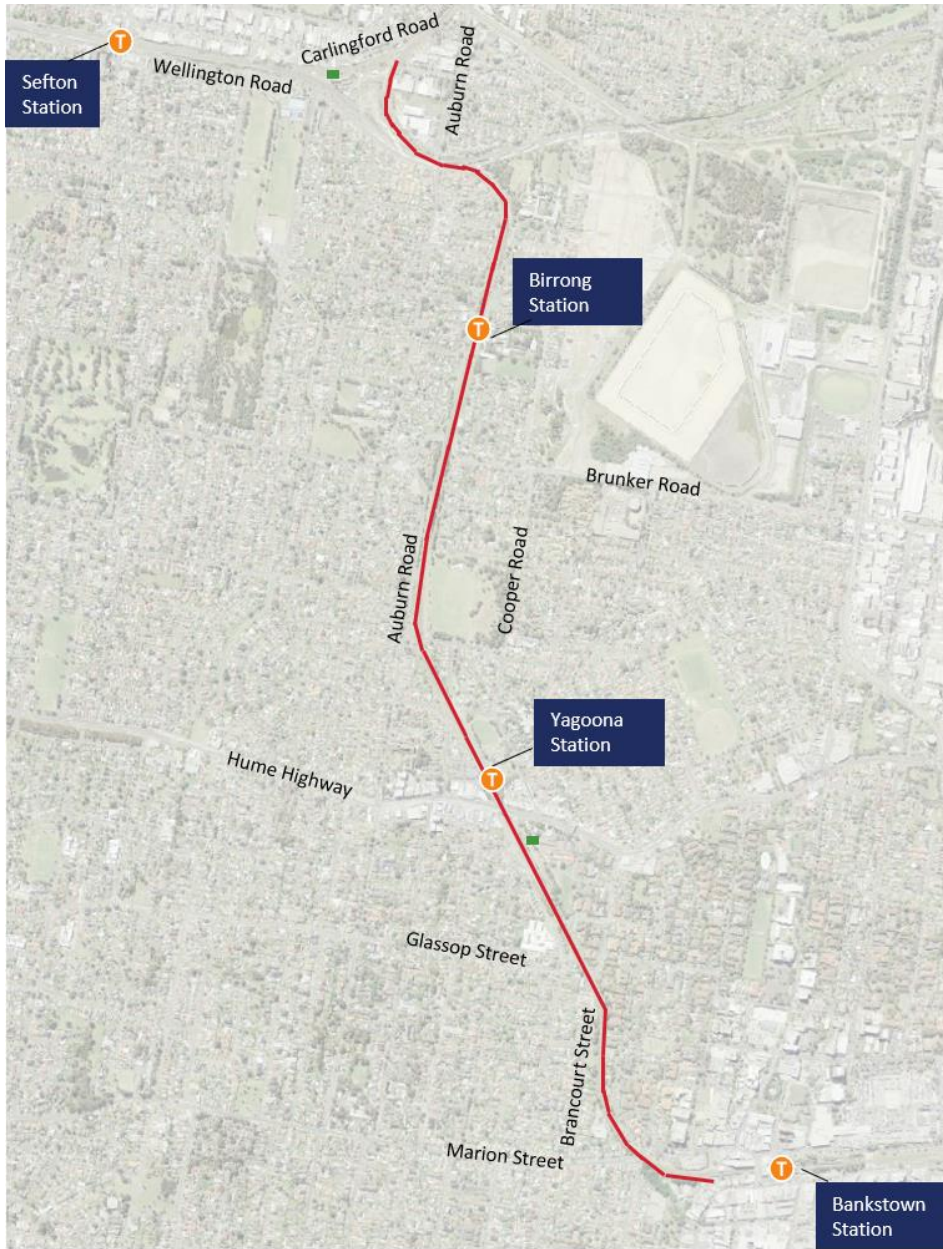 T
Carlingford Road
Sefton
Station
Wellington Road
Auburn Road
Birrong
Station
T
Brunker Road
Auburn Road
Cooper Road
Yagoona
Station
T
Hume Highway
Glassop Street
Brancourt Street
Marion Street
T
Bankstown
Station